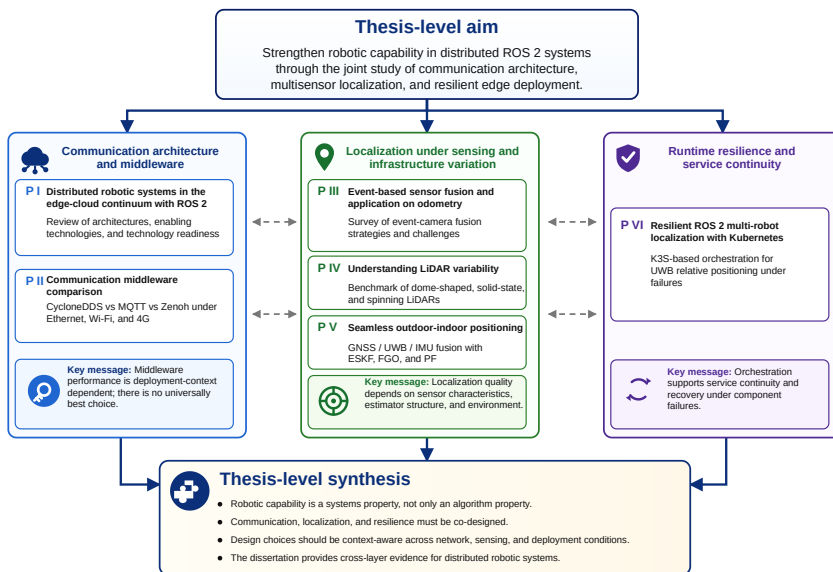 Thesis-level aim
Strengthen robotic capability in distributed ROS 2 systems
through the joint study of communication architecture,
multisensor localization, and resilient edge deployment.
Communication architecture
and middleware
P I Distributed robotic systems in the
edge-cloud continuum with ROS 2
Review of architectures, enabling
technologies, and technology readiness
P II Communication middleware
comparison
CycloneDDS vs MQTT vs Zenoh under
Ethernet, Wi-Fi, and 4G
Key message: Middleware
performance is deployment-context
dependent; there is no universally
best choice.
Localization under sensing and
infrastructure variation
P III Event-based sensor fusion and
application on odometry
Survey of event-camera fusion
strategies and challenges
P IV Understanding LiDAR variability
Benchmark of dome-shaped, solid-state,
and spinning LiDARs
P V Seamless outdoor-indoor positioning
GNSS / UWB / IMU fusion with
ESKF, FGO, and PF
Key message: Localization quality
depends on sensor characteristics,
estimator structure, and environment.
Runtime resilience and
service continuity
P VI Resilient ROS 2 multi-robot
localization with Kubernetes
K3S-based orchestration for
UWB relative positioning under
failures
Key message: Orchestration
supports service continuity and
recovery under component
failures.
Thesis-level synthesis
● Robotic capability is a systems property, not only an algorithm property.
● Communication, localization, and resilience must be co-designed.
● Design choices should be context-aware across network, sensing, and deployment conditions.
● The dissertation provides cross-layer evidence for distributed robotic systems.